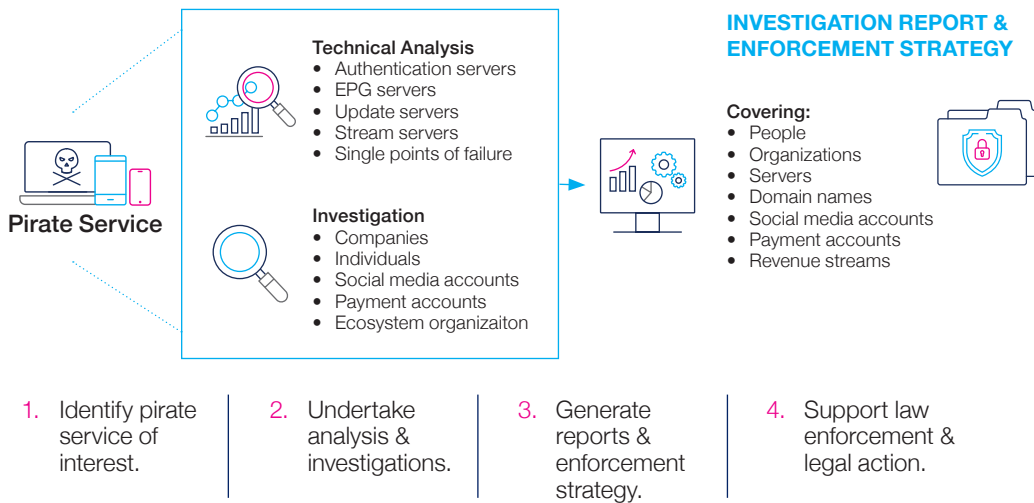 Pirate Service
Technical Analysis
• Authentication servers
• EPG servers
• Update servers
• Stream servers
• Single points of failure
Investigation
• Companies
• Individuals
• Social media accounts
• Payment accounts
• Ecosystem organizaiton
INVESTIGATION REPORT &
ENFORCEMENT STRATEGY
Covering:
• People
• Organizations
• Servers
• Domain names
• Social media accounts
• Payment accounts
• Revenue streams
1. Identify pirate
service of
interest.
2. Undertake
analysis &
investigations.
3. Generate
reports &
enforcement
strategy.
4. Support law
enforcement &
legal action.